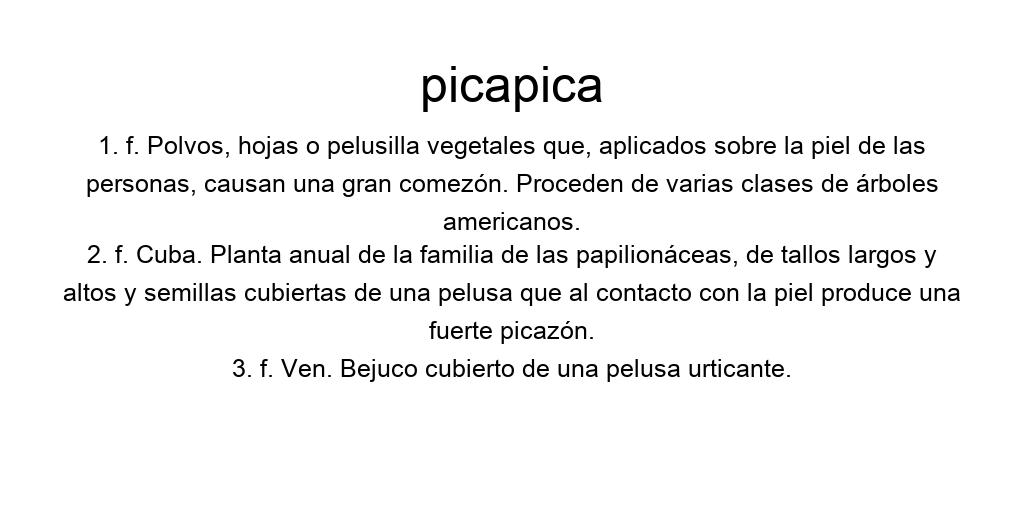 picapica
1. f. Polvos, hojas o pelusilla vegetales que, aplicados sobre la piel de las
personas, causan una gran comezón. Proceden de varias clases de árboles
americanos.
2. f. Cuba. Planta anual de la familia de las papilionáceas, de tallos largos y
altos y semillas cubiertas de una pelusa que al contacto con la piel produce una
fuerte picazón.
3. f. Ven. Bejuco cubierto de una pelusa urticante.